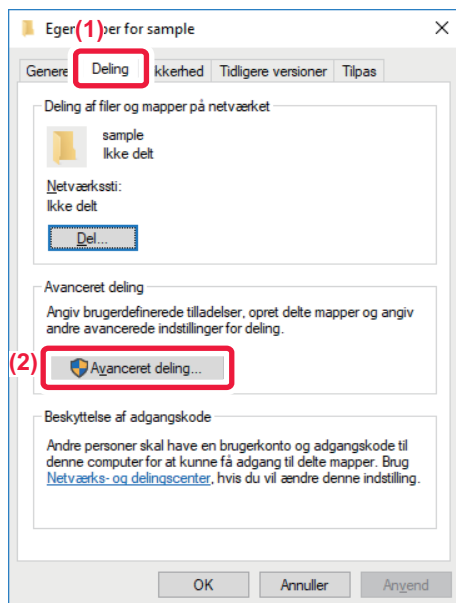 (1)
Egen per for sample
Genere Deling kkerhed Tidligere versioner Tilpas
Deling af filer og mapper på netværket
sample
Ikke delt
Netværkssti:
Ikke delt
Del...
Avanceret deling
Angiv brugerdefinerede tilladelser, opret delte mapper og angiv
andre avancerede indstillinger for deling.
(2)
Avanceret deling...
Beskyttelse af adgangskode
Andre personer skal have en brugerkonto og adgangskode til
denne computer for at kunne få adgang til delte mapper. Brug
Netværks- og delingscenter, hvis du vil ændre denne indstilling.
OK Annuller Anvend